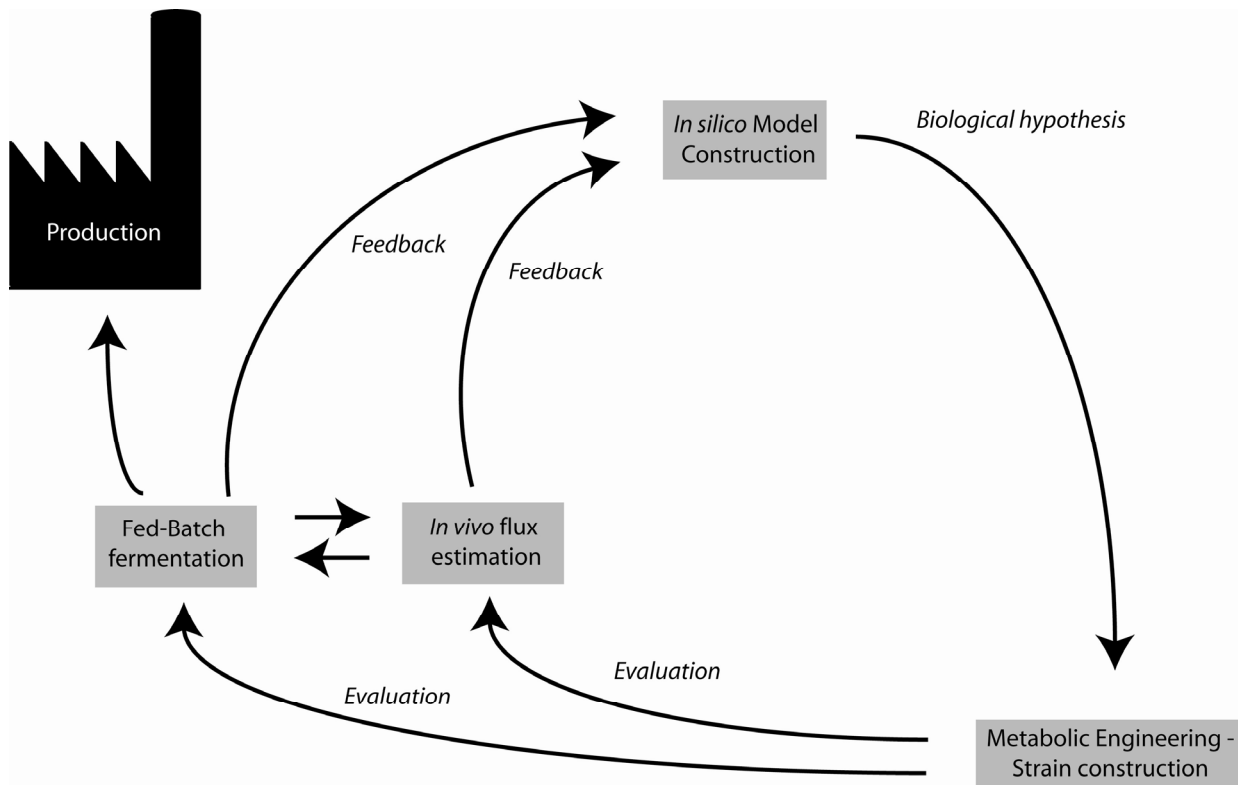 In silico Model
Construction
Biological hypothesis
Production
Feedback
Feedback
Fed-Batch
fermentation
In vivo flux
estimation
Evaluation
Evaluation
Metabolic Engineering -
Strain construction